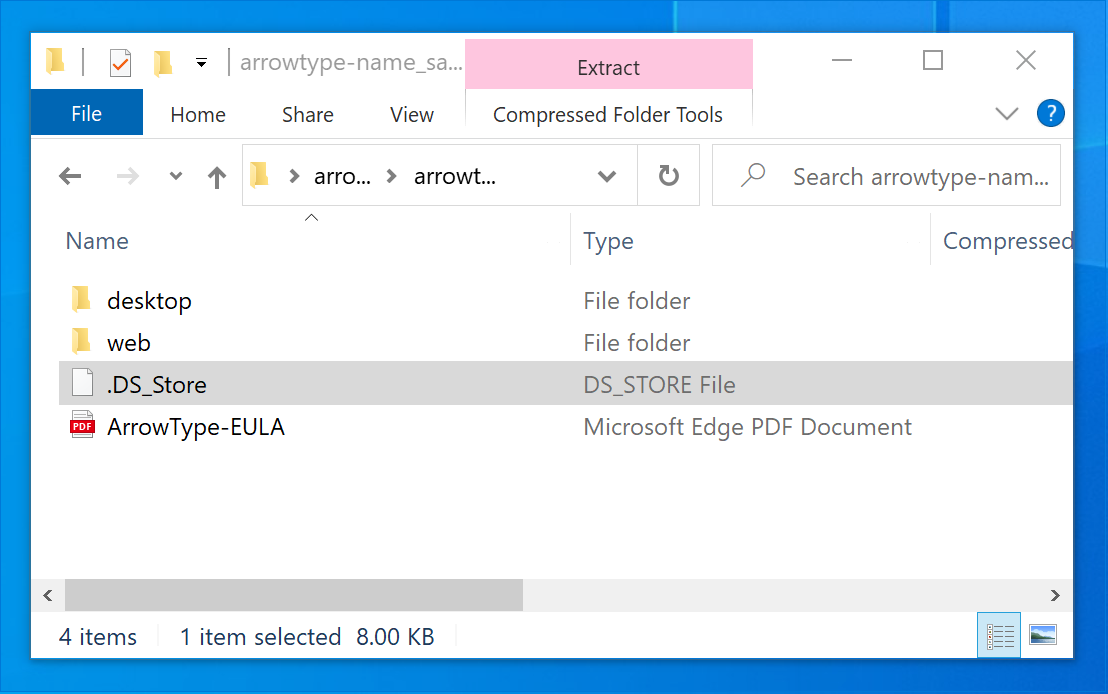 arrowtype-name_sa...
Extract
File Home Share View Compressed Folder Tools ?
arro... arrowt... Search arrowtype-nam...
Name Type Compressed
desktop File folder
web File folder
.DS_Store DS_STORE File
PDF ArrowType-EULA Microsoft Edge PDF Document
4 items 1 item selected 8.00 KB